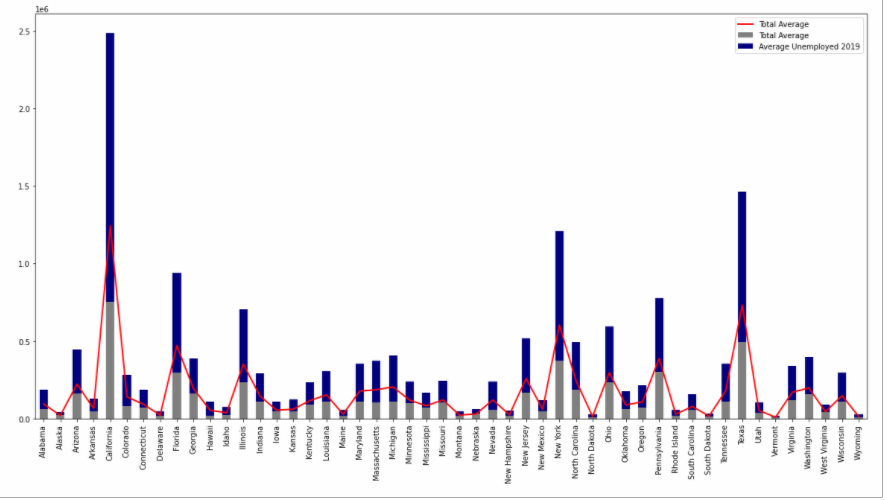 1e6
2.5
2.0
1.5
1.0
0.5
0.0
Total Average
Total Average
Average Unemployed 2019
Alabama
Alaska
Arizona
Arkansas
California
Colorado
Connecticut
Delaware
Florida
Georgia
Hawaii
Idaho
Illinois
Indiana
Iowa
Kansas
Kentucky
Louisiana
Maine
Maryland
Massachusetts
Michigan
Minnesota
Mississippi
Missouri
Montana
Nebraska
Nevada
New Hampshire
New Jersey
New Mexico
New York
North Carolina
North Dakota
Ohio
Oklahoma
Oregon
Pennsylvania
Rhode Island
South Carolina
South Dakota
Tennessee
Texas
Utah
Vermont
Virginia
Washington
West Virginia
Wisconsin
Wyoming